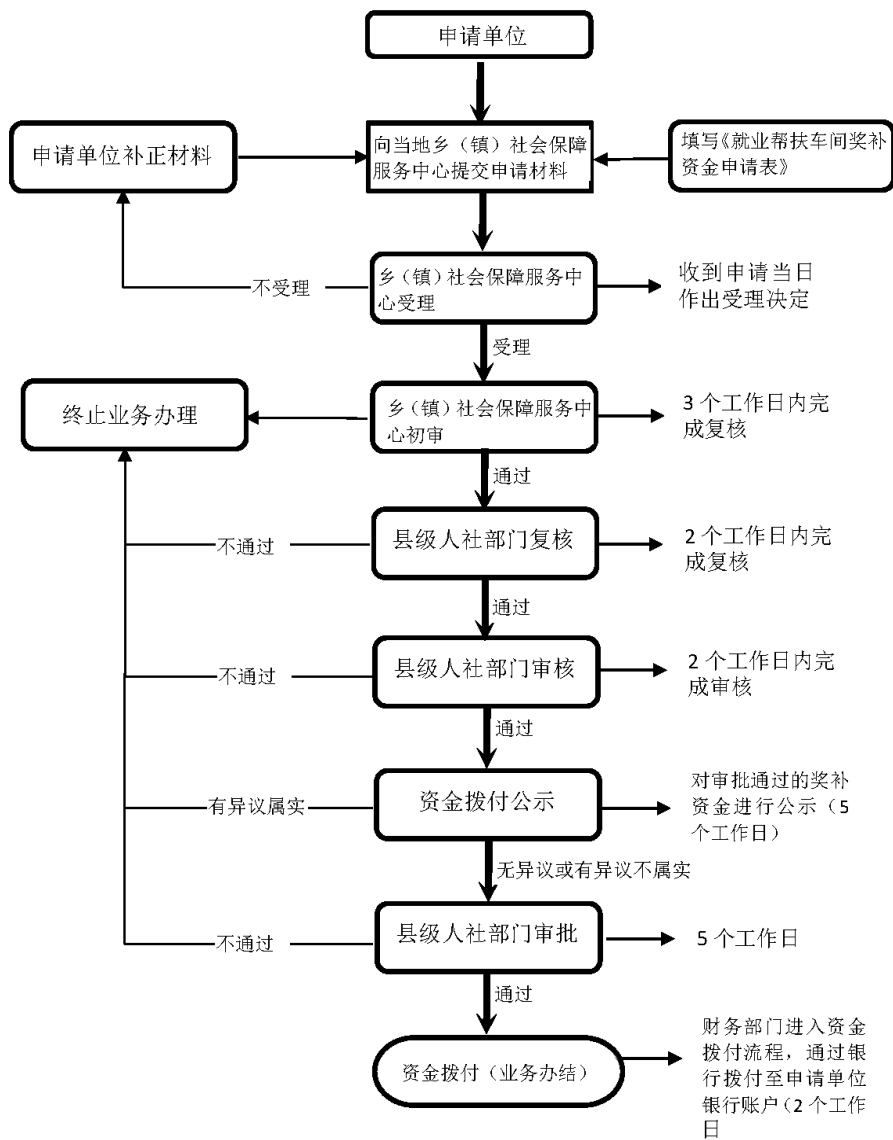 申请单位
申请单位补正材料
向当地乡（镇）社会保障
服务中心提交申请材料
填写《就业帮扶车间奖补
资金申请表》
不受理
乡（镇）社会保障服务中
心受理
收到申请当日
作出受理决定
受理
终止业务办理
乡（镇）社会保障服务中
心初审
3 个工作日内完
成复核
通过
不通过
县级人社部门复核
2 个工作日内完
成复核
通过
不通过
县级人社部门审核
2 个工作日内完
成审核
通过
有异议属实
资金拨付公示
对审批通过的奖补
资金进行公示（5
个工作日）
无异议或有异议不属实
不通过
县级人社部门审批
5 个工作日
通过
资金拨付（业务办结）
财务部门进入资金
拨付流程，通过银
行拨付至申请单位
银行账户（2 个工作
日